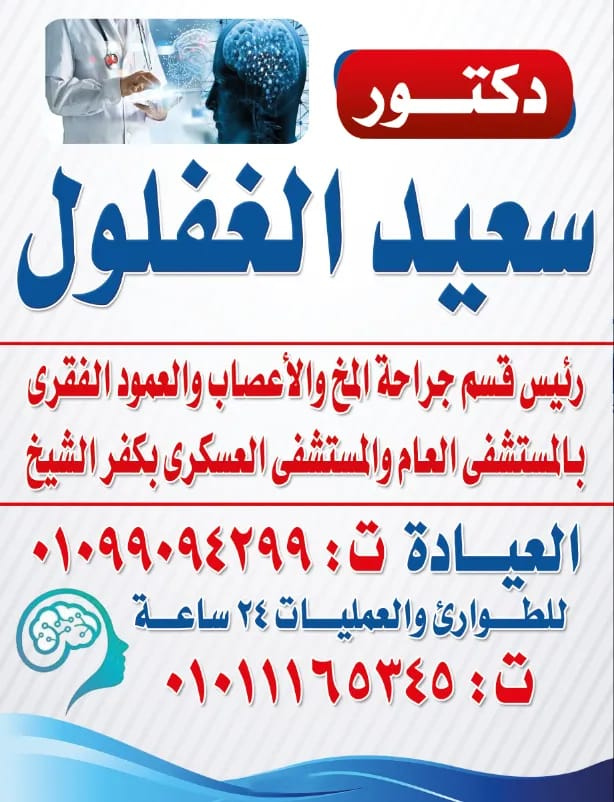 دكتور
سعيد الغفلول
رئيس قسم جراحة المخ والأعصاب والعمود الفقرى
بالمستشفى العام والمستشفى العسكرى بكفر الشيخ
العيادة ت: ٠١٠٩٩٠٩٤٢٩٩
للطوارئ والعمليات ٢٤ ساعة
ت: ٠١٠١١١٦٥٣٤٥